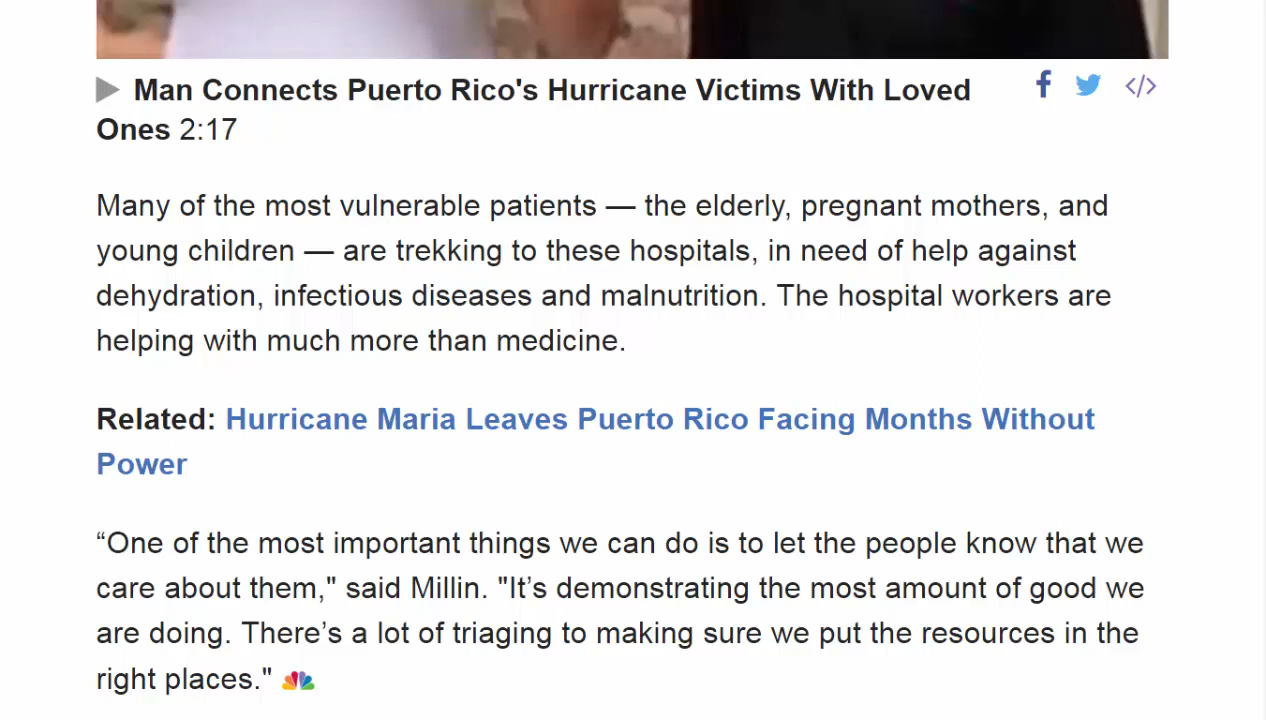 Man Connects Puerto Rico's Hurricane Victims With Loved
Ones 2:17
Many of the most vulnerable patients — the elderly, pregnant mothers, and
young children — are trekking to these hospitals, in need of help against
dehydration, infectious diseases and malnutrition. The hospital workers are
helping with much more than medicine.
Related: Hurricane Maria Leaves Puerto Rico Facing Months Without
Power
“One of the most important things we can do is to let the people know that we
care about them," said Millin. "It’s demonstrating the most amount of good we
are doing. There’s a lot of triaging to making sure we put the resources in the
right places."